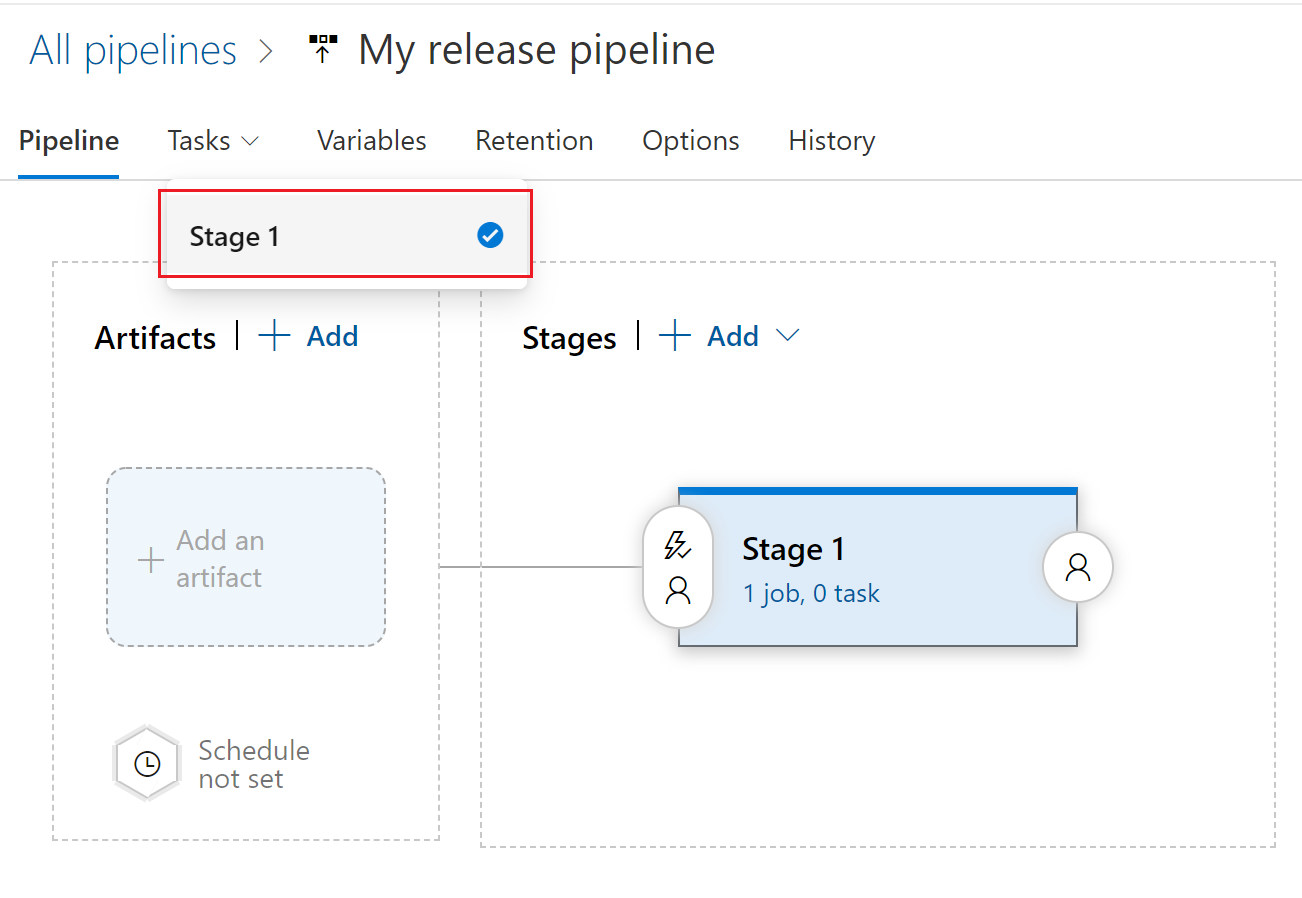 All pipelines > My release pipeline
Pipeline Tasks Variables Retention Options History
Stage 1
Artifacts | + Add
Stages | + Add
+ Add an
artifact
Stage 1
1 job, 0 task
Schedule
not set